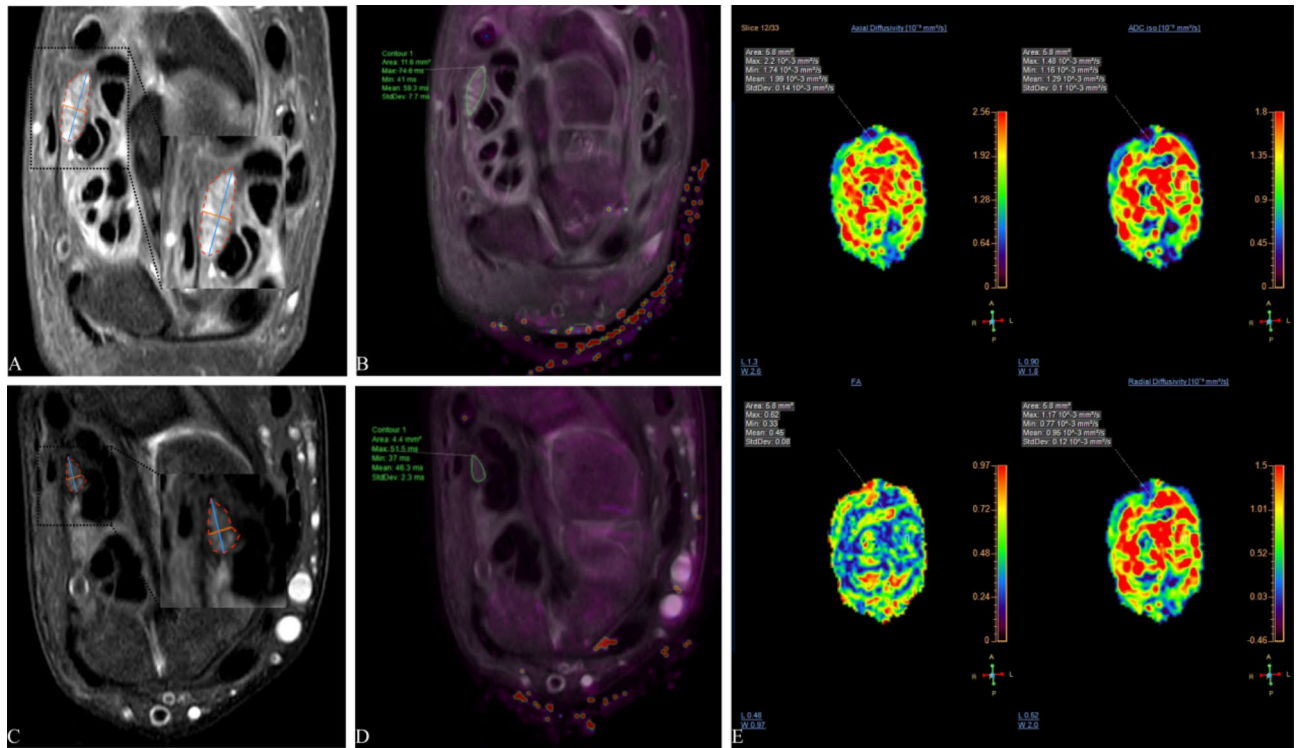 A
Contour 1
Area: 11.6 mm²
Max: 74.6 ms
Min: 41 ms
Mean: 59.3 ms
StdDev: 7.7 ms
B
C
Contour 1
Area: 4.4 mm²
Max: 51.5 ms
Min: 37 ms
Mean: 46.3 ms
StdDev: 2.3 ms
D
Slice 12/33
Axial Diffusivity [10⁻³ mm²/s]
Area: 5.8 mm²
Max: 2.2 10^-3 mm²/s
Min: 1.74 10^-3 mm²/s
Mean: 1.99 10^-3 mm²/s
StdDev: 0.14 10^-3 mm²/s
2.56
1.92
1.28
0.64
0
A
R L
P
L 1.3
W 2.6
ADC iso [10⁻³ mm²/s]
Area: 5.8 mm²
Max: 1.48 10^-3 mm²/s
Min: 1.16 10^-3 mm²/s
Mean: 1.29 10^-3 mm²/s
StdDev: 0.1 10^-3 mm²/s
1.8
1.35
0.9
0.45
0
A
R L
P
L 0.90
W 1.8
FA
Area: 5.8 mm²
Max: 0.62
Min: 0.33
Mean: 0.45
StdDev: 0.08
0.97
0.72
0.48
0.24
0
A
R L
P
L 0.48
W 0.97
Radial Diffusivity [10⁻³ mm²/s]
Area: 5.8 mm²
Max: 1.17 10^-3 mm²/s
Min: 0.77 10^-3 mm²/s
Mean: 0.95 10^-3 mm²/s
StdDev: 0.12 10^-3 mm²/s
1.5
1.01
0.52
0.03
-0.46
A
R L
P
L 0.52
W 2.0
E